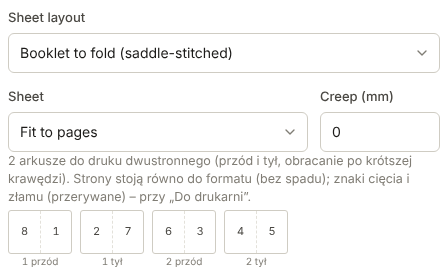 Sheet layout
Booklet to fold (saddle-stitched)
Sheet Creep (mm)
Fit to pages 0
2 arkusze do druku dwustronnego (przód i tył, obracanie po krótszej
krawędzi). Strony stoją równo do formatu (bez spadu); znaki cięcia i
złamu (przerywane) – przy „Do drukarni”.
8 1 2 7 6 3 4 5
1 przód 1 tył 2 przód 2 tył